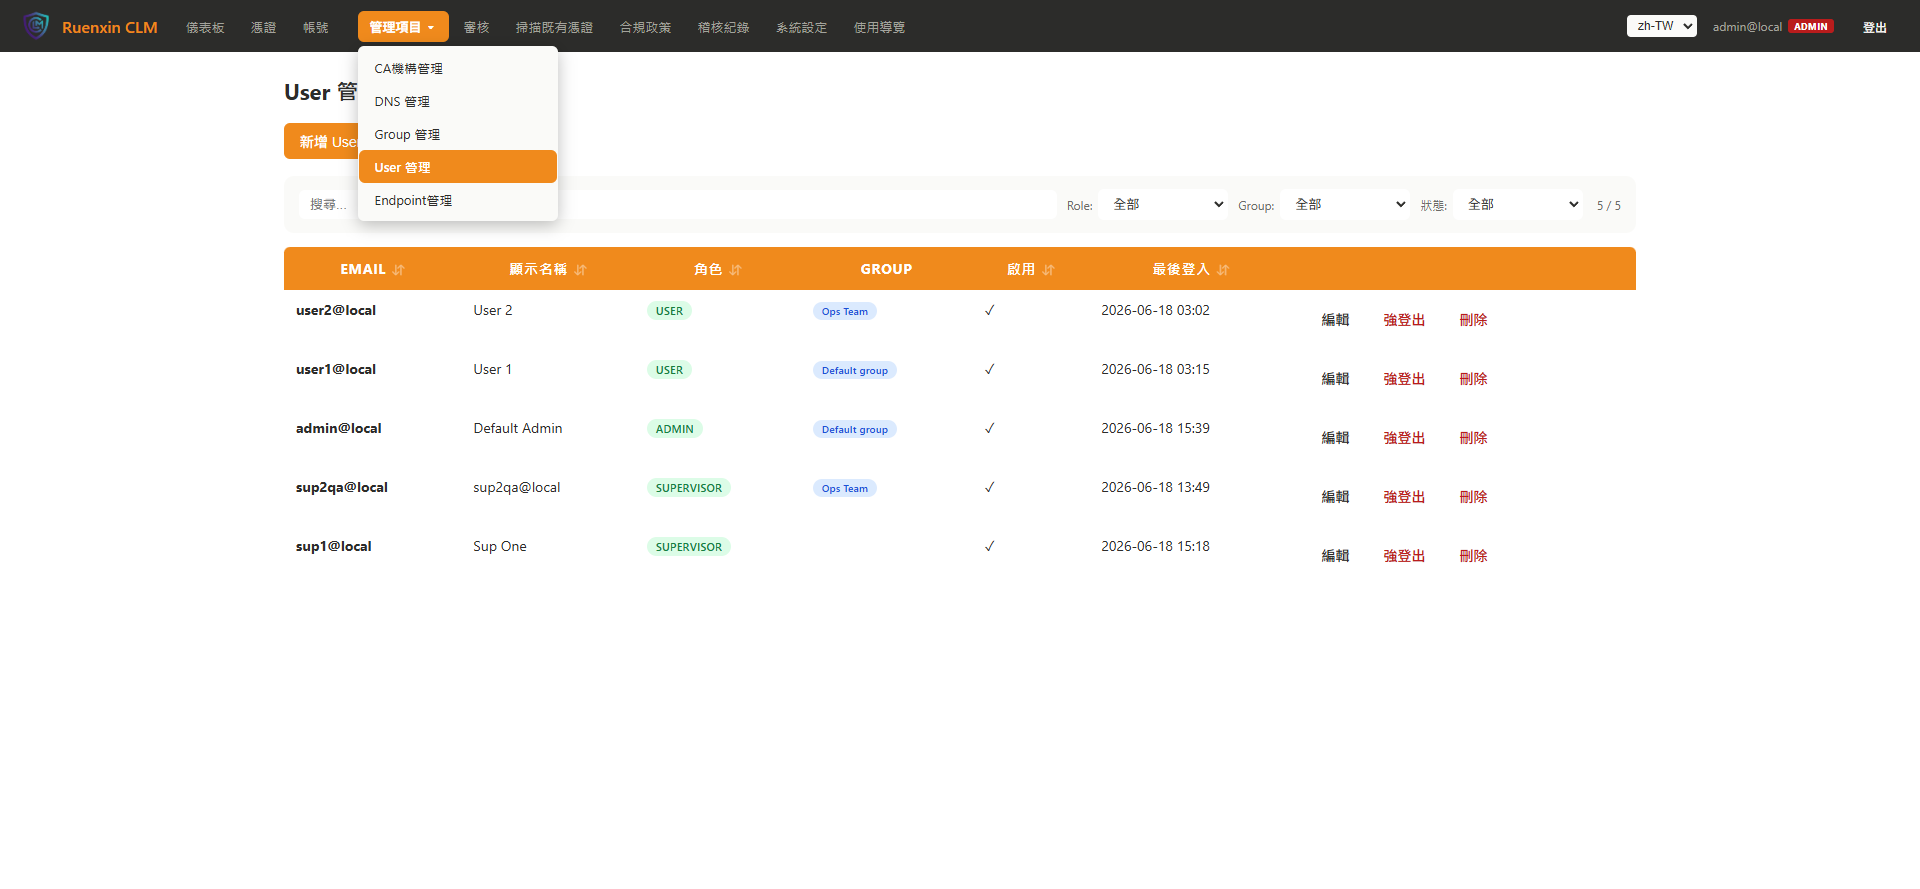 Ruenxin CLM 儀表板 憑證 帳號 管理項目 審核 掃描既有憑證 合規政策 稽核紀錄 系統設定 使用導覽 zh-TW admin@local ADMIN 登出
CA機構管理
DNS 管理
Group 管理
User 管理
Endpoint管理
User 管
新增 Use
搜尋... Role: 全部 Group: 全部 狀態: 全部 5 / 5
EMAIL 顯示名稱 角色 GROUP 啟用 最後登入
user2@local User 2 USER Ops Team ✓ 2026-06-18 03:02 編輯 強登出 刪除
user1@local User 1 USER Default group ✓ 2026-06-18 03:15 編輯 強登出 刪除
admin@local Default Admin ADMIN Default group ✓ 2026-06-18 15:39 編輯 強登出 刪除
sup2qa@local sup2qa@local SUPERVISOR Ops Team ✓ 2026-06-18 13:49 編輯 強登出 刪除
sup1@local Sup One SUPERVISOR ✓ 2026-06-18 15:18 編輯 強登出 刪除